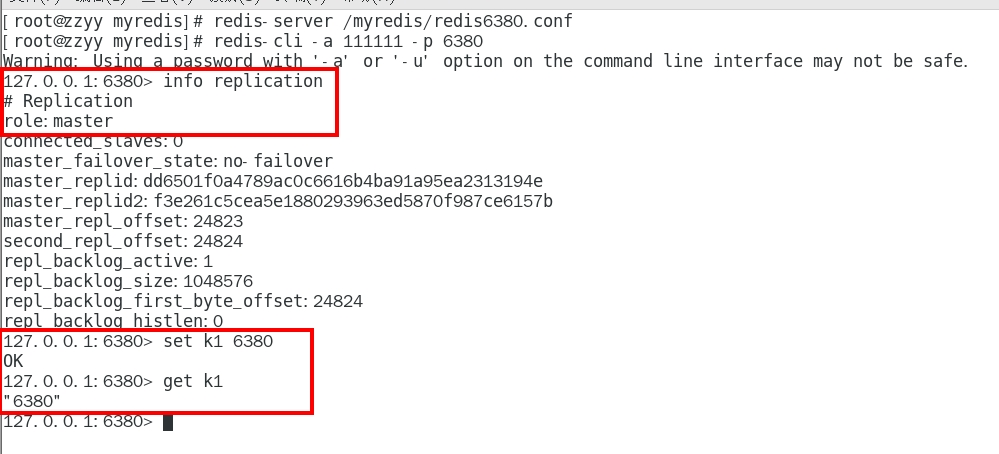 [root@zzyy myredis]# redis-server /myredis/redis6380.conf
[root@zzyy myredis]# redis-cli -a 111111 -p 6380
Warning: Using a password with '-a' or '-u' option on the command line interface may not be safe.
127.0.0.1:6380> info replication
# Replication
role:master
connected_slaves:0
master_failover_state:no-failover
master_replid:dd6501f0a4789ac0c6616b4ba91a95ea2313194e
master_replid2:f3e261c5cea5e1880293963ed5870f987ce6157b
master_repl_offset:24823
second_repl_offset:24824
repl_backlog_active:1
repl_backlog_size:1048576
repl_backlog_first_byte_offset:24824
repl_backlog_histlen:0
127.0.0.1:6380> set k1 6380
OK
127.0.0.1:6380> get k1
"6380"
127.0.0.1:6380>